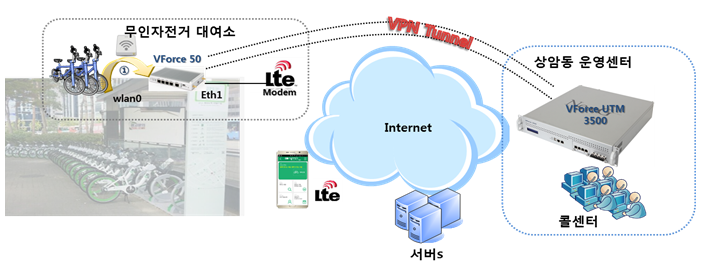 무인자전거 대여소
VPN Tunnel
VForce 50
①
wlan0
Eth1
LTE
Modem
상암동 운영센터
VForce UTM
3500
Internet
LTE
콜센터
서버s